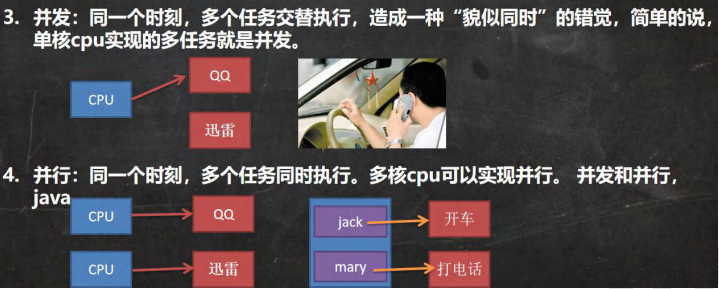 3. 并发：同一个时刻，多个任务交替执行，造成一种“貌似同时”的错觉，简单的说，
单核cpu实现的多任务就是并发。
CPU
QQ
迅雷
4. 并行：同一个时刻，多个任务同时执行。多核cpu可以实现并行。 并发和并行，
java
CPU
QQ
jack
开车
CPU
迅雷
mary
打电话